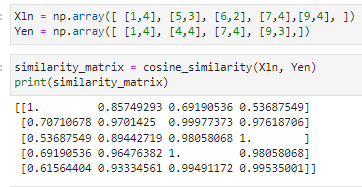 Xln = np.array([ [1,4], [5,3], [6,2], [7,4],[9,4], ])
Yen = np.array([ [1,4], [4,4], [7,4], [9,3],])
:
similarity_matrix = cosine_similarity(Xln, Yen)
print(similarity_matrix)
[[1. 0.85749293 0.69190536 0.53687549]
[0.70710678 0.9701425 0.99977373 0.97618706]
[0.53687549 0.89442719 0.98058068 1. ]
[0.69190536 0.96476382 1. 0.98058068]
[0.61564404 0.93334561 0.99491172 0.99535001]]